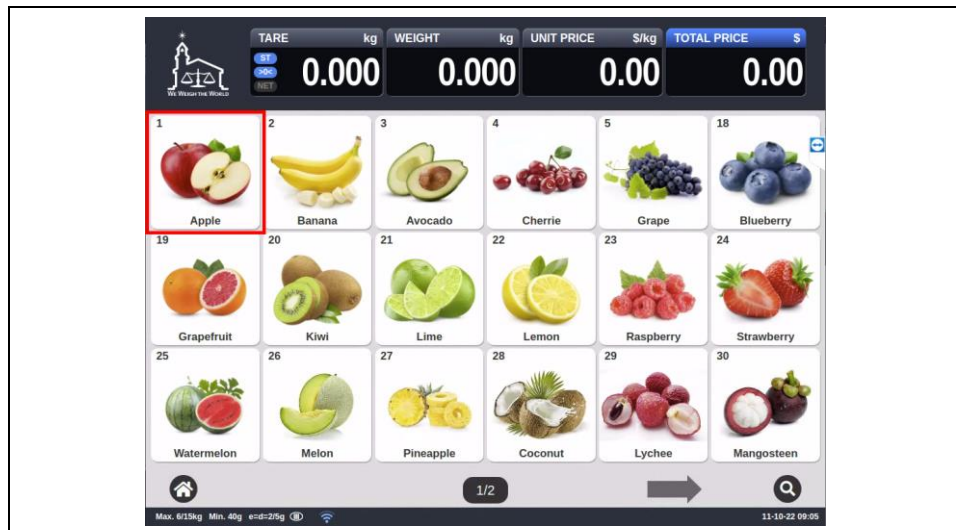 TARE kg WEIGHT kg UNIT PRICE $/kg TOTAL PRICE $
ST
>0<
NET
0.000 0.000 0.00 0.00
WE WEIGH THE WORLD
1 2 3 4 5 18
Apple Banana Avocado Cherrie Grape Blueberry
19 20 21 22 23 24
Grapefruit Kiwi Lime Lemon Raspberry Strawberry
25 26 27 28 29 30
Watermelon Melon Pineapple Coconut Lychee Mangosteen
1/2
Max. 6/15kg Min. 40g e=d=2/5g III 11-10-22 09:05